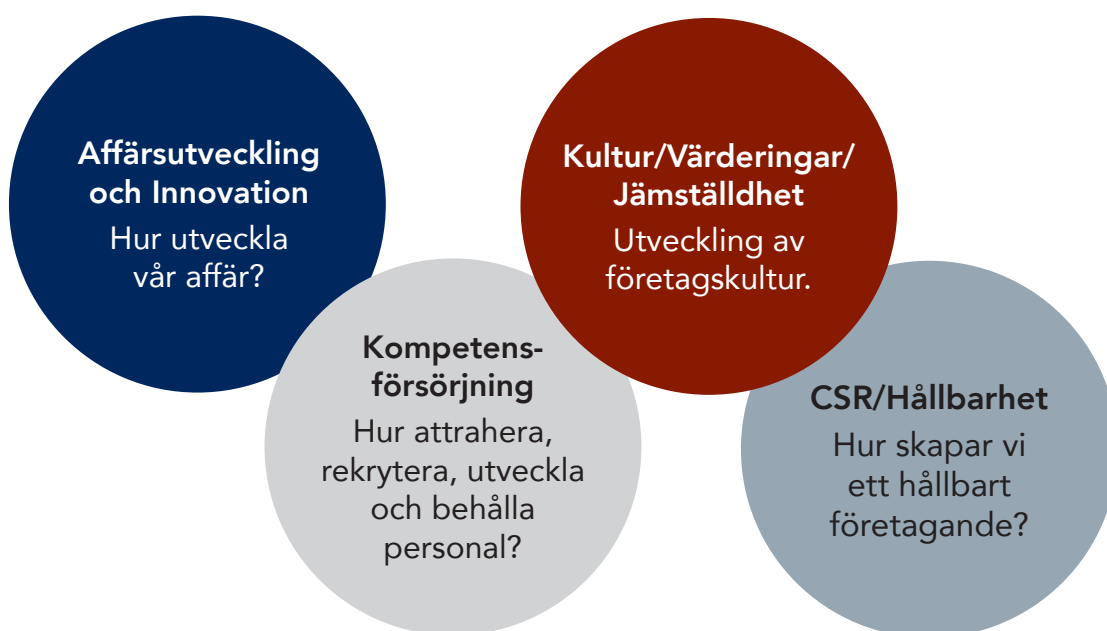 Affärsutveckling
och Innovation
Hur utveckla
vår affär?
Kompetens-
försörjning
Hur attrahera,
rekrytera, utveckla
och behålla
personal?
Kultur/Värderingar/
Jämställdhet
Utveckling av
företagskultur.
CSR/Hållbarhet
Hur skapar vi
ett hållbart
företagande?